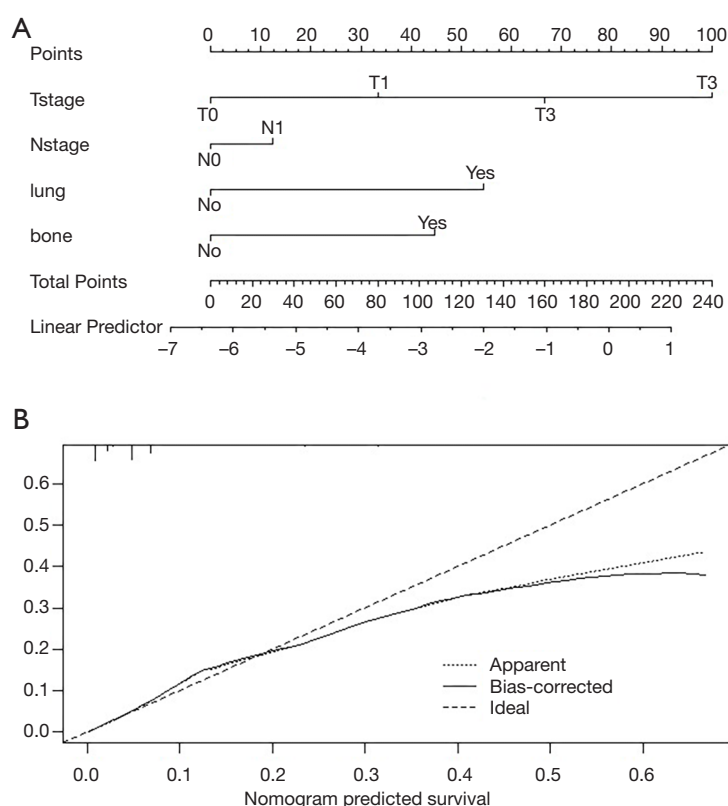 A
Points
0 10 20 30 40 50 60 70 80 90 100
Tstage
T1 T3
T0 T3
Nstage
N1
N0
lung
Yes
No
bone
Yes
No
Total Points
0 20 40 60 80 100 120 140 160 180 200 220 240
Linear Predictor
–7 –6 –5 –4 –3 –2 –1 0 1
B
0.6
0.5
0.4
0.3
0.2
0.1
0.0
Apparent
Bias-corrected
Ideal
0.0 0.1 0.2 0.3 0.4 0.5 0.6
Nomogram predicted survival